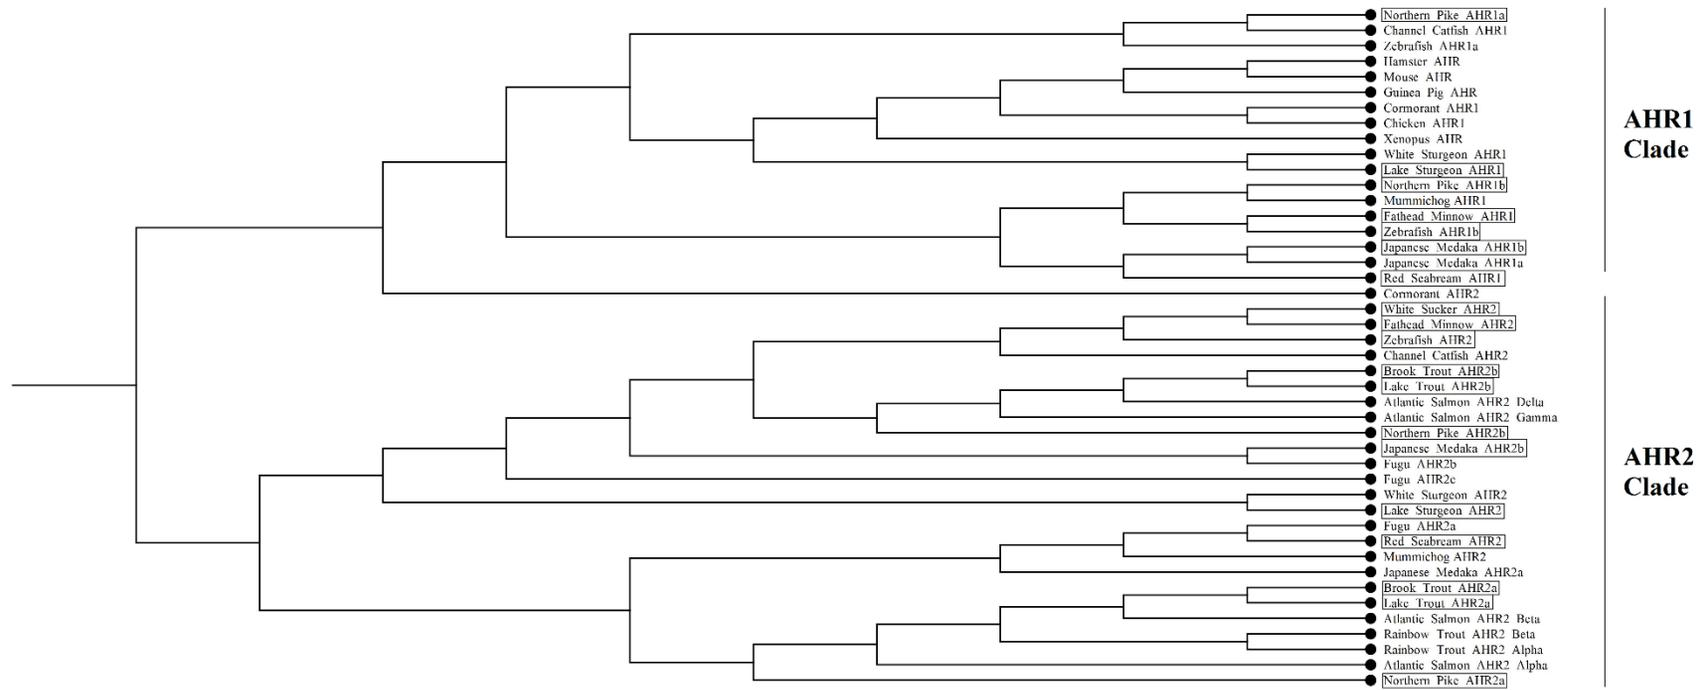 Northern Pike AHR1a
Channel Catfish AHR1
Zebrafish AHR1a
Hamster AHR
Mouse AHR
Guinea Pig AHR
Cormorant AHR1
Chicken AHR1
Xenopus AHR
White Sturgeon AHR1
Lake Sturgeon AHR1
Northern Pike AHR1b
Mummichog AHR1
Fathead Minnow AHR1
Zebrafish AHR1b
Japanese Medaka AHR1b
Japanese Medaka AHR1a
Red Seabream AHR1
AHR1
Clade
Cormorant AHR2
White Sucker AHR2
Fathead Minnow AHR2
Zebrafish AHR2
Channel Catfish AHR2
Brook Trout AHR2b
Lake Trout AHR2b
Atlantic Salmon AHR2 Delta
Atlantic Salmon AHR2 Gamma
Northern Pike AHR2b
Japanese Medaka AHR2b
Fugu AHR2b
Fugu AHR2c
White Sturgeon AHR2
Lake Sturgeon AHR2
Fugu AHR2a
Red Seabream AHR2
Mummichog AHR2
Japanese Medaka AHR2a
Brook Trout AHR2a
Lake Trout AHR2a
Atlantic Salmon AHR2 Beta
Rainbow Trout AHR2 Beta
Rainbow Trout AHR2 Alpha
Atlantic Salmon AHR2 Alpha
Northern Pike AHR2a
AHR2
Clade